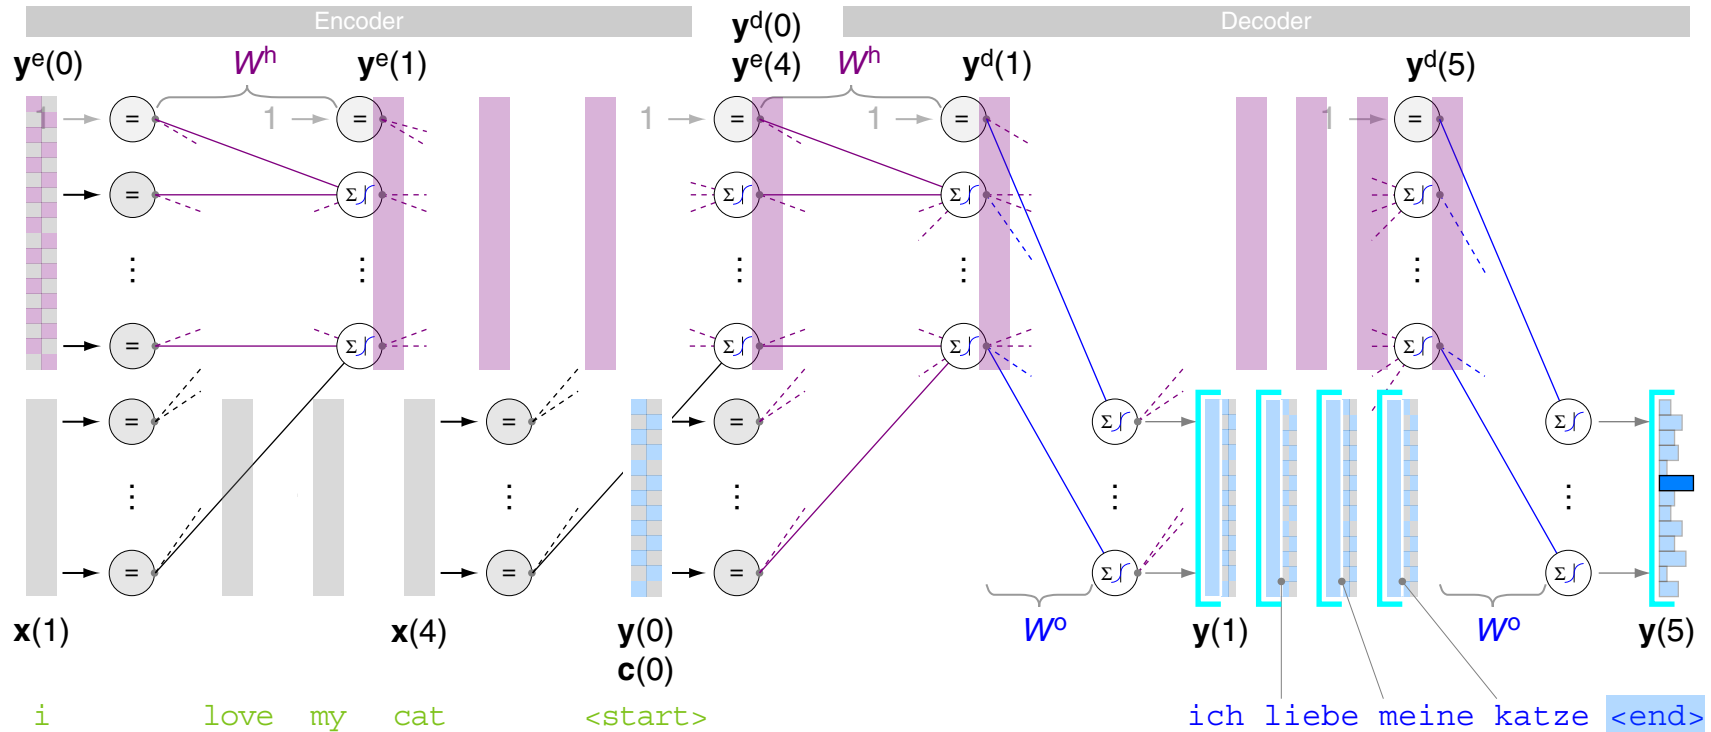 Encoder
Decoder
yᵈ(0)
yᵉ(0) Wʰ yᵉ(1) yᵉ(4) Wʰ yᵈ(1) yᵈ(5)
1 = 1 = 1 = 1 = 1 =
= Σ Σ Σ Σ
⋮ ⋮ ⋮ ⋮ ⋮
= Σ Σ Σ Σ
= = = Σ Σ
⋮ ⋮ ⋮ ⋮ ⋮
= = = Σ Σ
x(1) x(4) y(0) Wᵒ y(1) Wᵒ y(5)
c(0)
i love my cat <start> ich liebe meine katze <end>